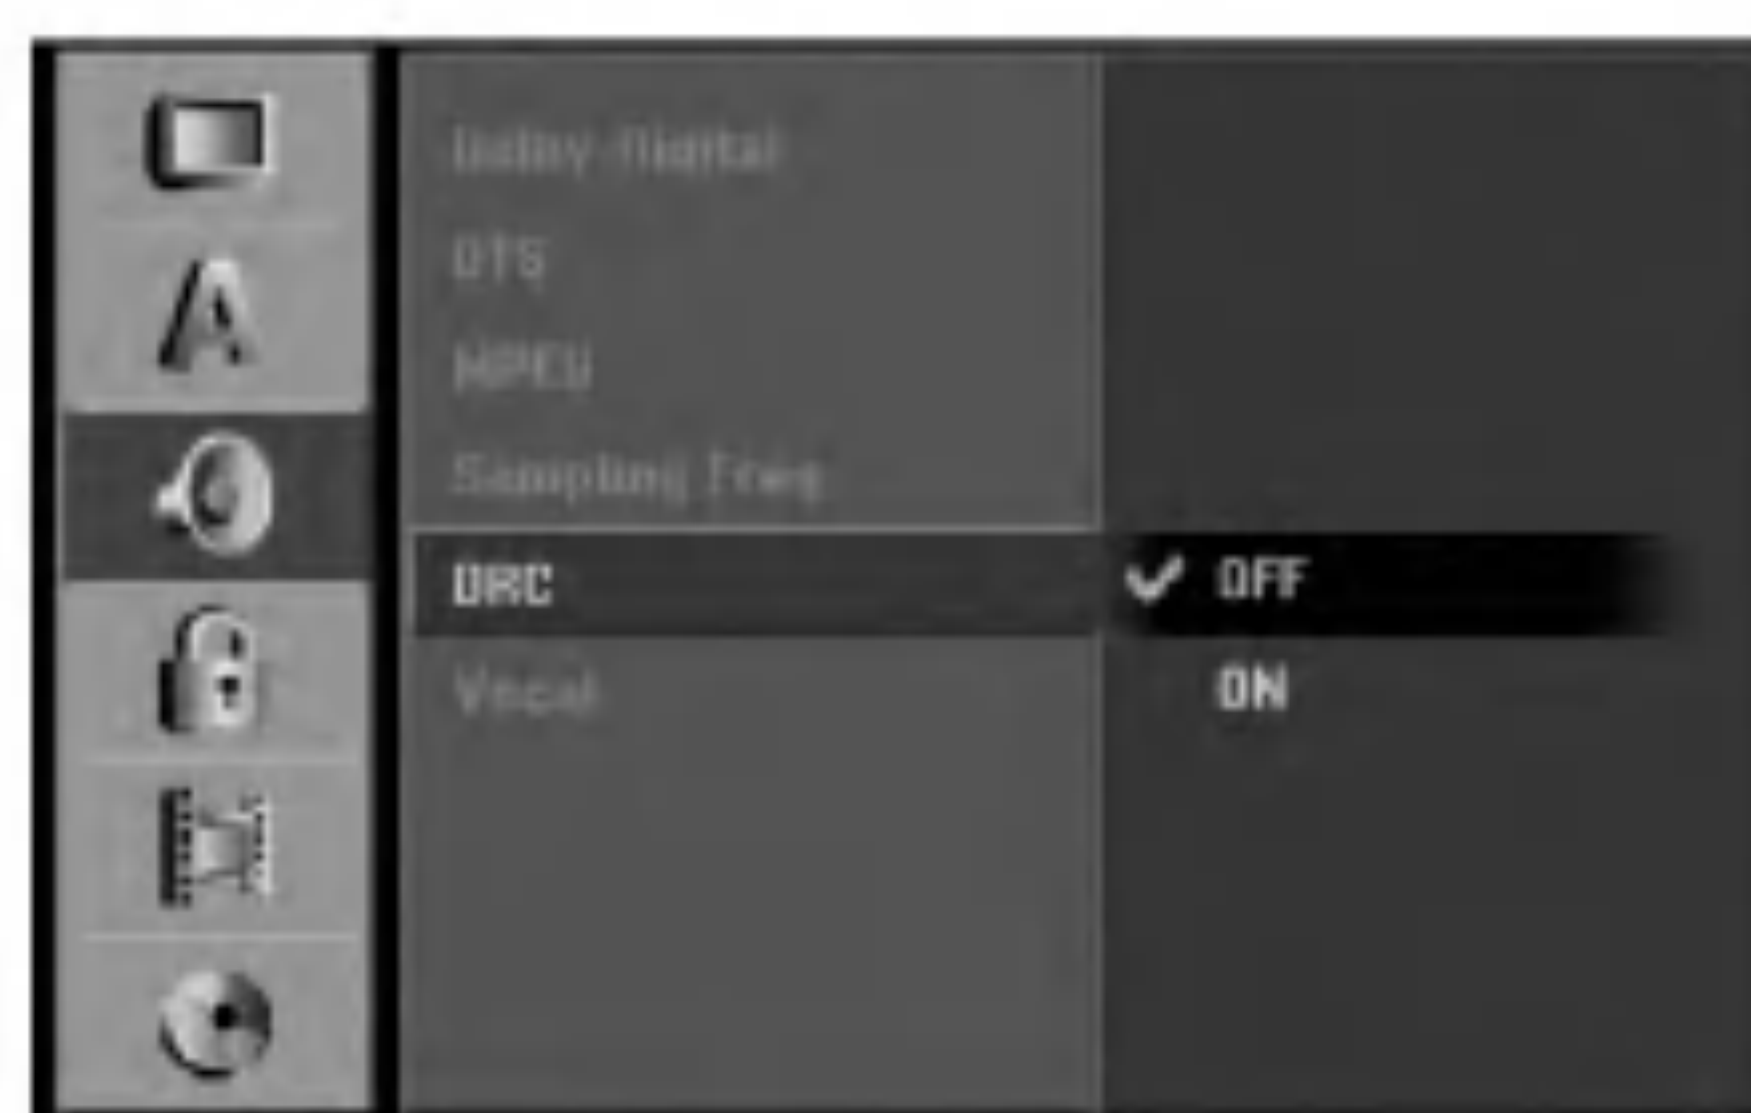 A
Dolby Digital
DTS
MPEG
Sampling Freq
DRC
OFF
ON
Vocal